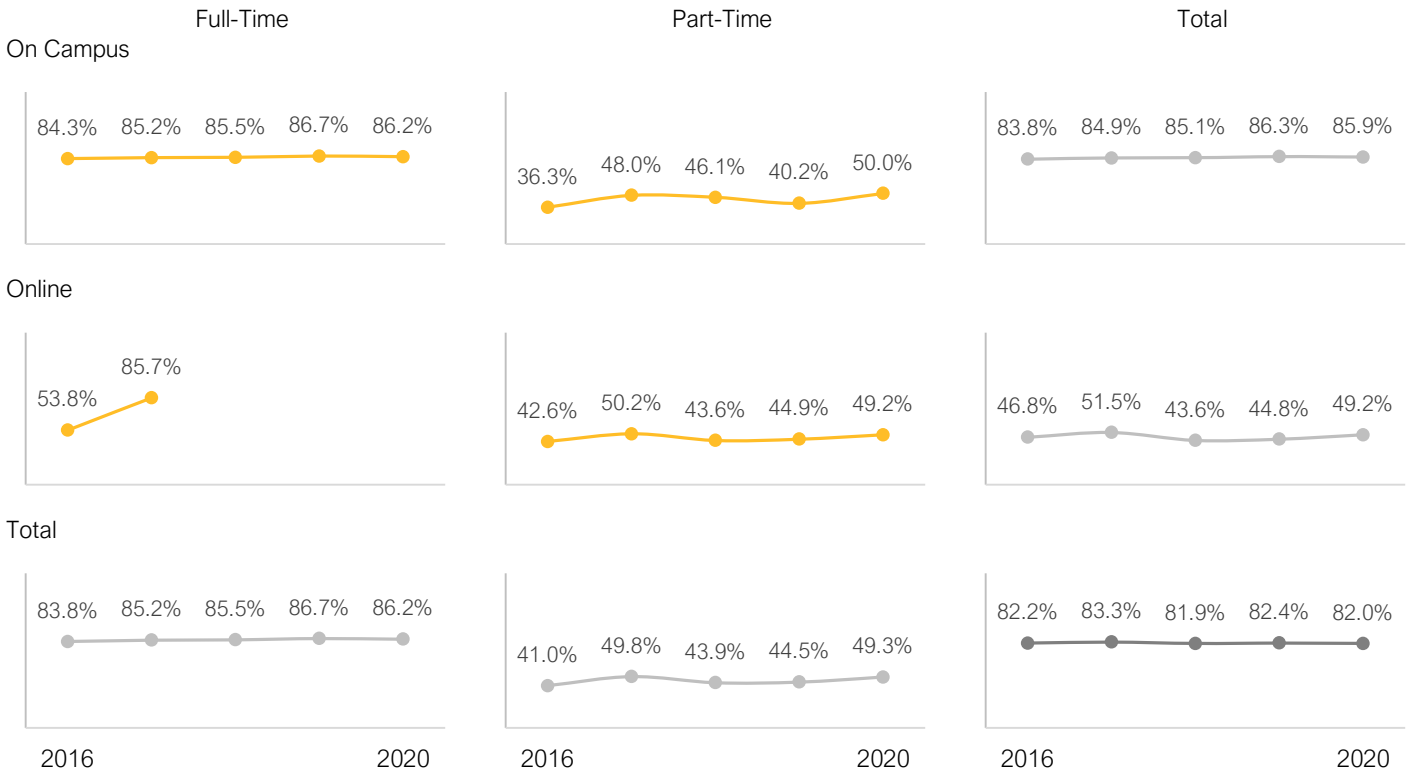 Full-Time Part-Time Total
On Campus
84.3% 85.2% 85.5% 86.7% 86.2%
36.3% 48.0% 46.1% 40.2% 50.0%
83.8% 84.9% 85.1% 86.3% 85.9%
Online
53.8% 85.7%
42.6% 50.2% 43.6% 44.9% 49.2%
46.8% 51.5% 43.6% 44.8% 49.2%
Total
83.8% 85.2% 85.5% 86.7% 86.2%
41.0% 49.8% 43.9% 44.5% 49.3%
82.2% 83.3% 81.9% 82.4% 82.0%
2016 2020 2016 2020 2016 2020